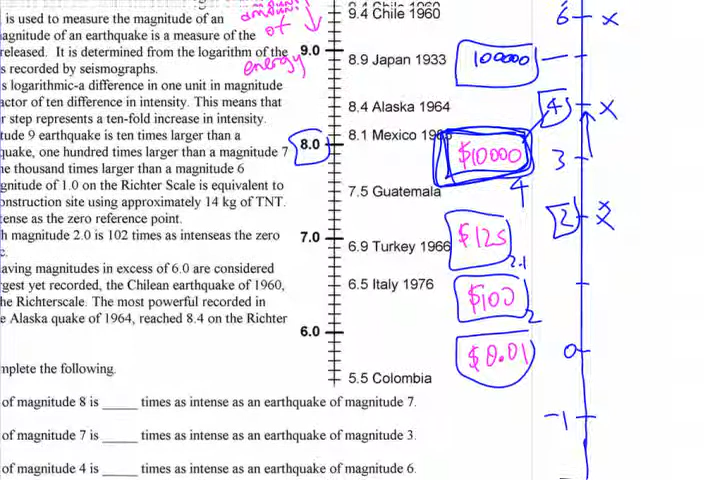 is used to measure the magnitude of an
agnitude of an earthquake is a measure of the
released. It is determined from the logarithm of the
s recorded by seismographs.
s logarithmic-a difference in one unit in magnitude
actor of ten difference in intensity. This means that
r step represents a ten-fold increase in intensity.
tude 9 earthquake is ten times larger than a
quake, one hundred times larger than a magnitude 7
ne thousand times larger than a magnitude 6
gnitude of 1.0 on the Richter Scale is equivalent to
onstruction site using approximately 14 kg of TNT.
ense as the zero reference point.
h magnitude 2.0 is 102 times as intenseas the zero
c.
aving magnitudes in excess of 6.0 are considered
rgest yet recorded, the Chilean earthquake of 1960,
he Richterscale. The most powerful recorded in
e Alaska quake of 1964, reached 8.4 on the Richter
mplete the following.
of magnitude 8 is _____ times as intense as an earthquake of magnitude 7.
of magnitude 7 is _____ times as intense as an earthquake of magnitude 3.
of magnitude 4 is _____ times as intense as an earthquake of magnitude 6.
amount
of
energy
9.0
8.0
7.0
6.0
9.4 Chile 1960
8.9 Japan 1933
8.4 Alaska 1964
8.1 Mexico
7.5 Guatemala
6.9 Turkey 1966
6.5 Italy 1976
5.5 Colombia
100000
$10000
4
$125
2.1
$100
2
$0.01
6 x
4 x
3
2 x
x
0
-1